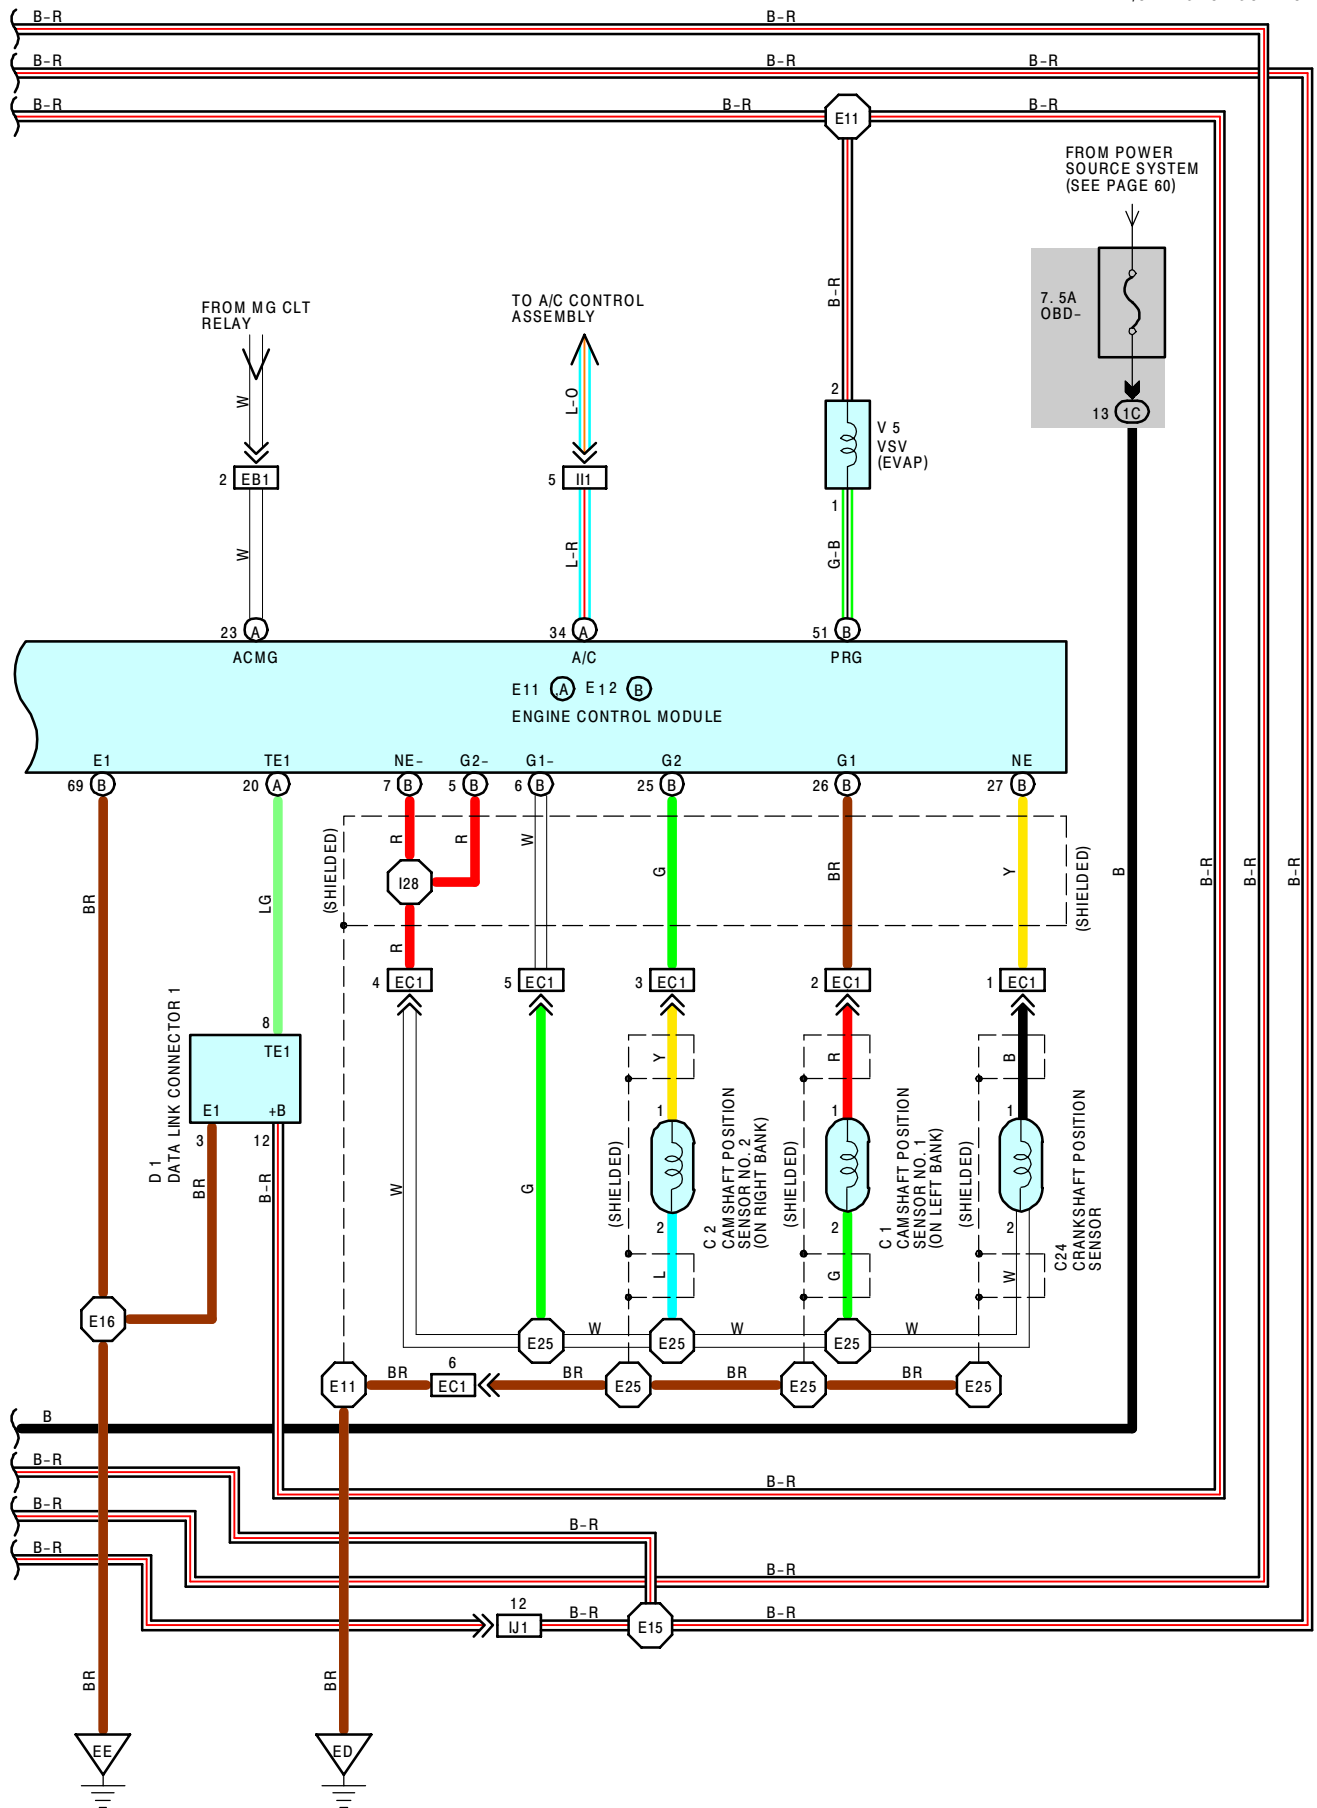 B-R
B-R
B-R
B-R
B-R
B-R
B-R
B-R
E11
FROM POWER
SOURCE SYSTEM
(SEE PAGE 60)
7. 5A
OBD-
13 1C
FROM MG CLT
RELAY
W
2 EB1
W
TO A/C CONTROL
ASSEMBLY
L-O
5 II1
L-R
B-R
2
V 5
VSV
(EVAP)
1
G-B
23 A
34 A
51 B
ACMG
A/C
PRG
E11 A E12 B
ENGINE CONTROL MODULE
E1
TE1
NE-
G2-
G1-
G2
G1
NE
69 B
20 A
7 B
5 B
6 B
25 B
26 B
27 B
(SHIELDED)
R
R
W
G
BR
Y
(SHIELDED)
B
B-R
B-R
B-R
BR
LG
I28
R
4 EC1
5 EC1
3 EC1
2 EC1
1 EC1
8
TE1
E1
+B
D 1
DATA LINK CONNECTOR 1
3
12
BR
B-R
W
G
Y
R
B
1
1
1
(SHIELDED)
C 2
CAMSHAFT POSITION
SENSOR NO. 2
(ON RIGHT BANK)
(SHIELDED)
C 1
CAMSHAFT POSITION
SENSOR NO. 1
(ON LEFT BANK)
(SHIELDED)
C24
CRANKSHAFT POSITION
SENSOR
2
2
2
L
G
W
E16
E25
W
E25
W
E25
W
E11
BR
6
EC1
BR
E25
BR
E25
BR
E25
B
B-R
B-R
B-R
B-R
B-R
B-R
12
IJ1
B-R
E15
B-R
BR
BR
EE
ED